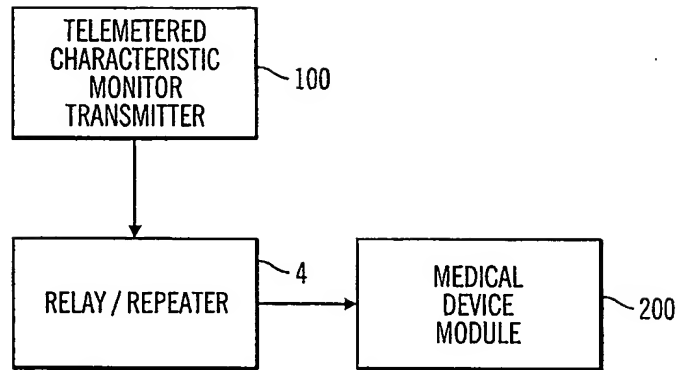 TELEMETERED
CHARACTERISTIC
MONITOR
TRANSMITTER
100
RELAY / REPEATER
4
MEDICAL
DEVICE
MODULE
200